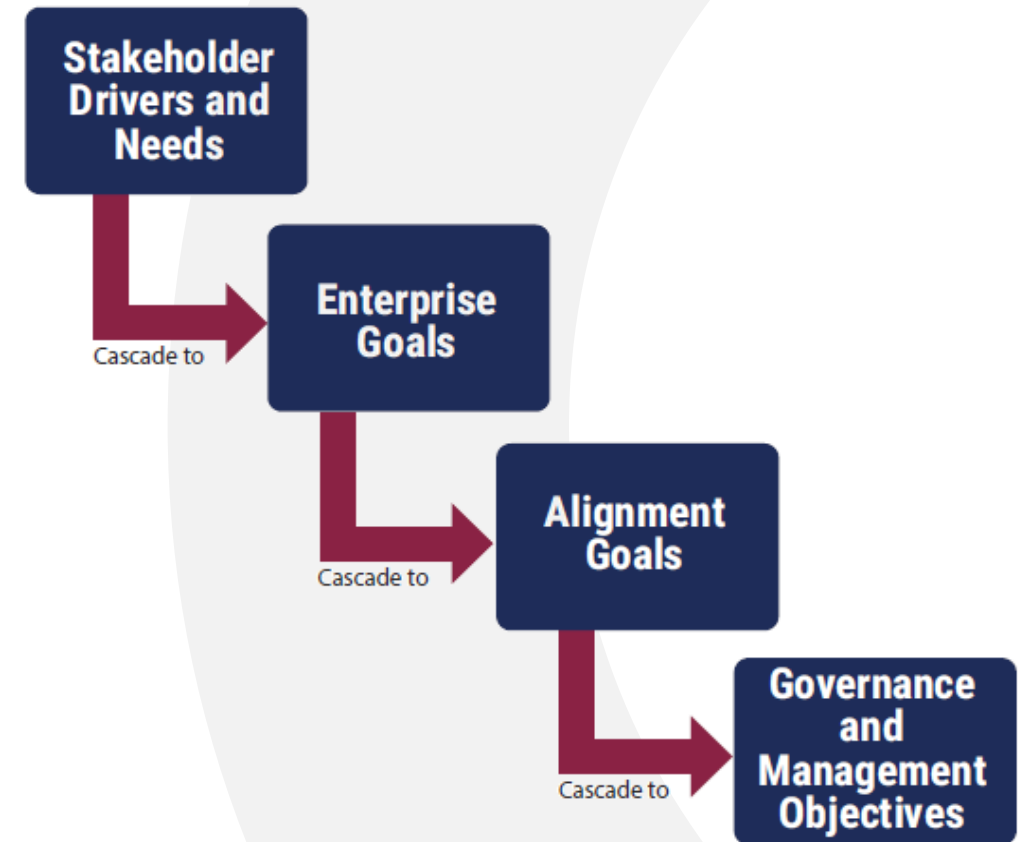 Stakeholder
Drivers and
Needs
Cascade to
Enterprise
Goals
Cascade to
Alignment
Goals
Cascade to
Governance
and
Management
Objectives